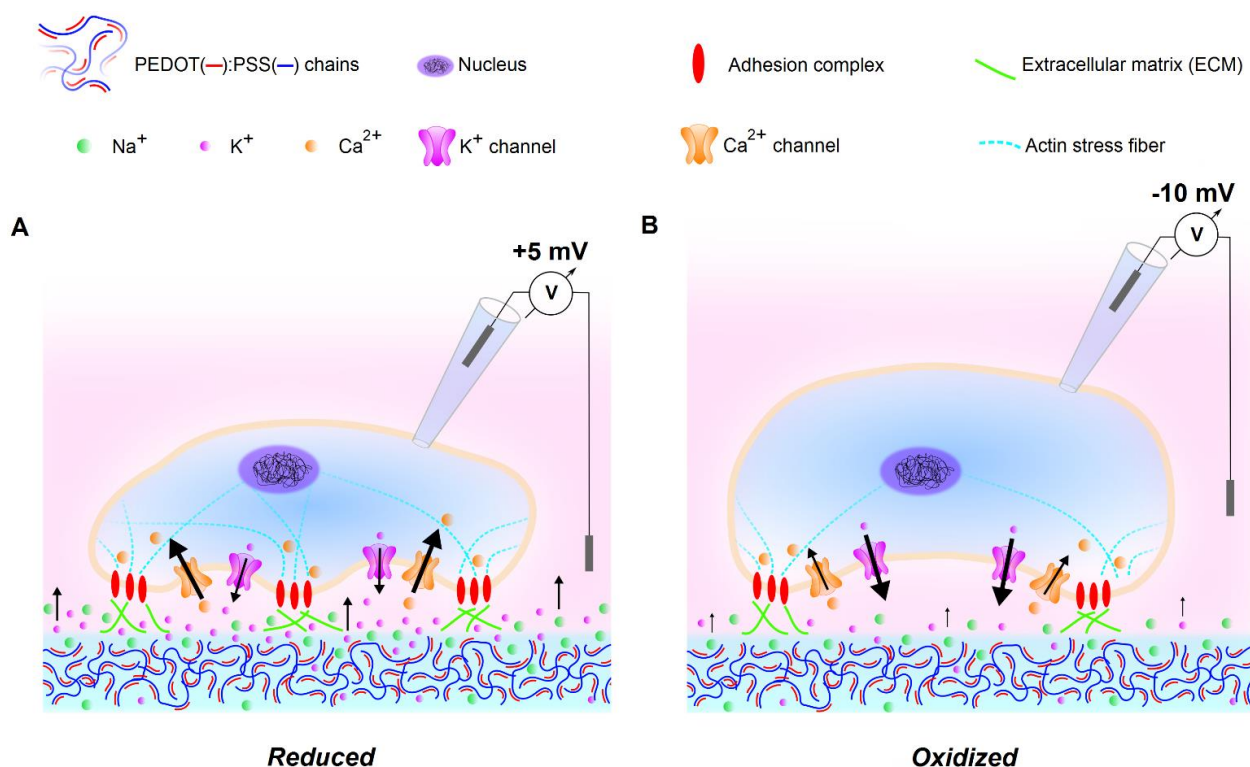 PEDOT(—):PSS(—) chains
Nucleus
Adhesion complex
Extracellular matrix (ECM)
Na⁺
K⁺
Ca²⁺
K⁺ channel
Ca²⁺ channel
Actin stress fiber
A
+5 mV
V
B
-10 mV
V
Reduced
Oxidized